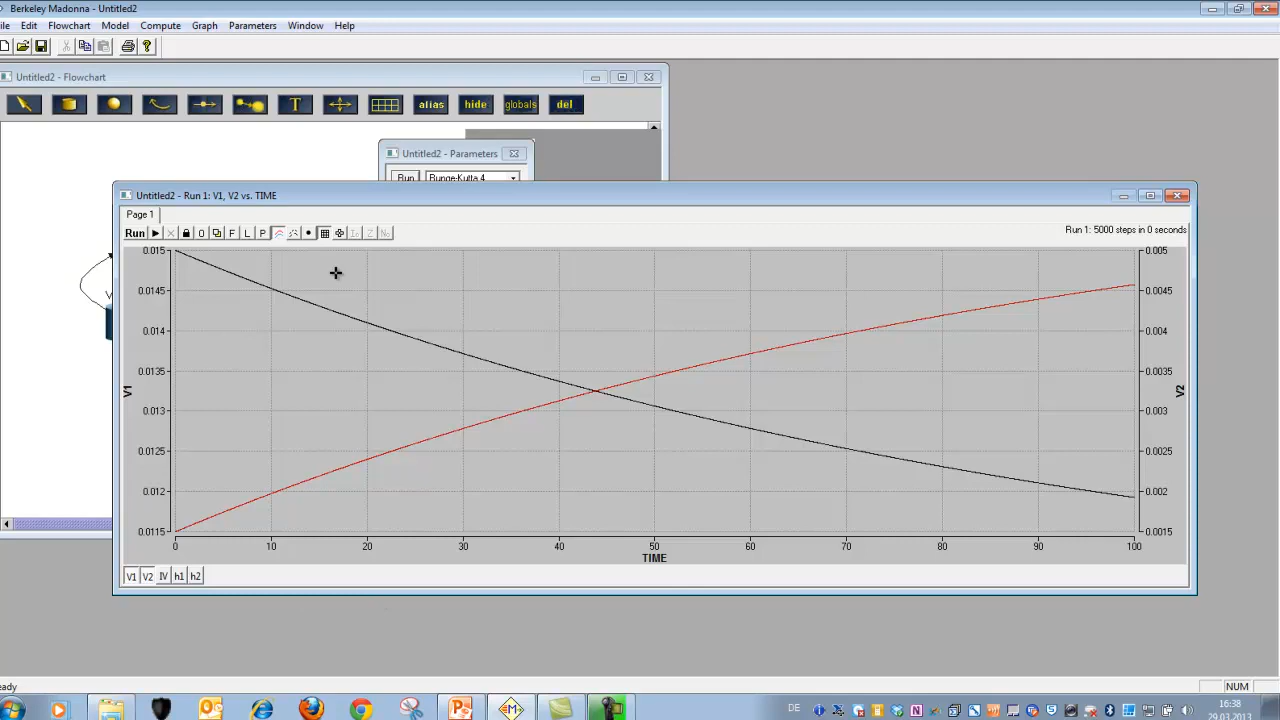 Berkeley Madonna - Untitled2
ile Edit Flowchart Model Compute Graph Parameters Window Help
Untitled2 - Flowchart
T alias hide globals del
Untitled2 - Parameters
Run Runge-Kutta 4
Untitled2 - Run 1: V1, V2 vs. TIME
Page 1
Run 0 F L P
Run 1: 5000 steps in 0 seconds
0.015 0.005
0.0145 0.0045
0.014 0.004
0.0135 0.0035
V1 V2
0.013 0.003
0.0125 0.0025
0.012 0.002
0.0115 0.0015
0 10 20 30 40 50 60 70 80 90 100
TIME
V1 V2 IV h1 h2
eady
NUM
DE
16:38
29.03.2013